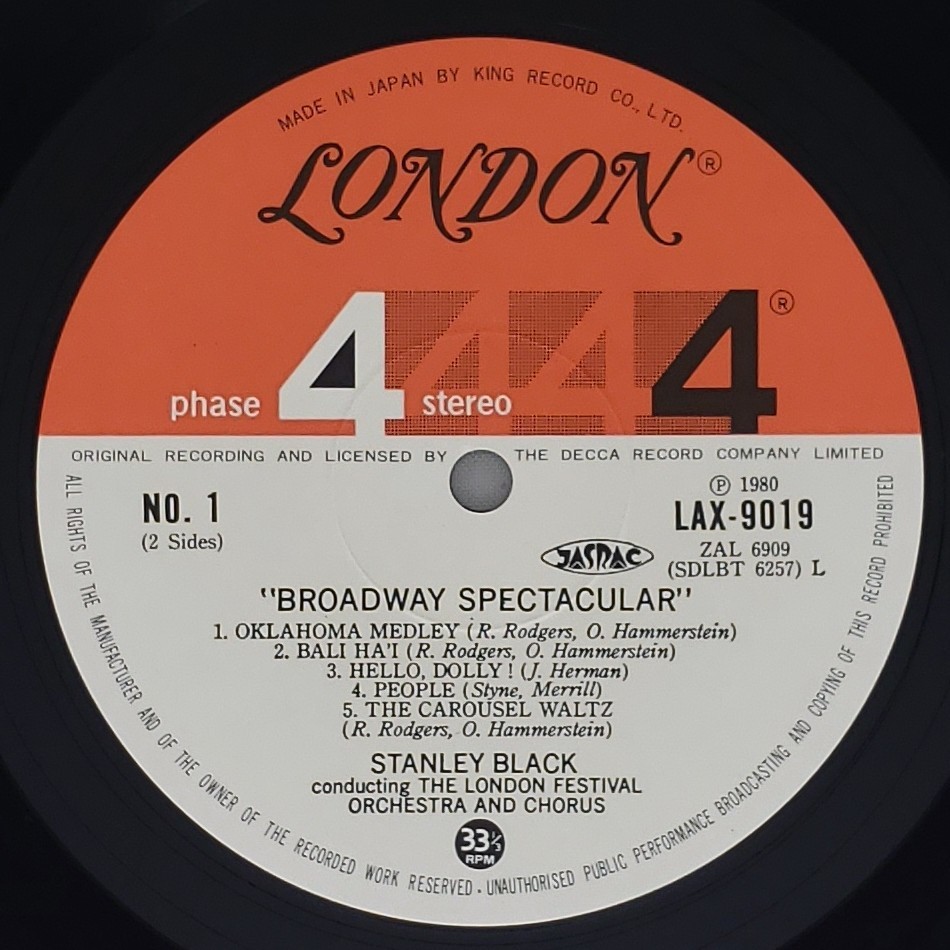 MADE IN JAPAN BY KING RECORD CO., LTD.
LONDON®
4 4 4 4®
phase stereo
ORIGINAL RECORDING AND LICENSED BY THE DECCA RECORD COMPANY LIMITED
NO. 1
(2 Sides)
Ⓟ 1980
LAX-9019
ZAL 6909
(SDLBT 6257) L
JASRAC
"BROADWAY SPECTACULAR"
1. OKLAHOMA MEDLEY (R. Rodgers, O. Hammerstein)
2. BALI HA'I (R. Rodgers, O. Hammerstein)
3. HELLO, DOLLY! (J. Herman)
4. PEOPLE (Styne, Merrill)
5. THE CAROUSEL WALTZ
(R. Rodgers, O. Hammerstein)
STANLEY BLACK
conducting THE LONDON FESTIVAL
ORCHESTRA AND CHORUS
33⅓
RPM
ALL RIGHTS OF THE MANUFACTURER AND OF THE OWNER OF THE RECORDED WORK RESERVED · UNAUTHORISED PUBLIC PERFORMANCE BROADCASTING AND COPYING OF THIS RECORD PROHIBITED